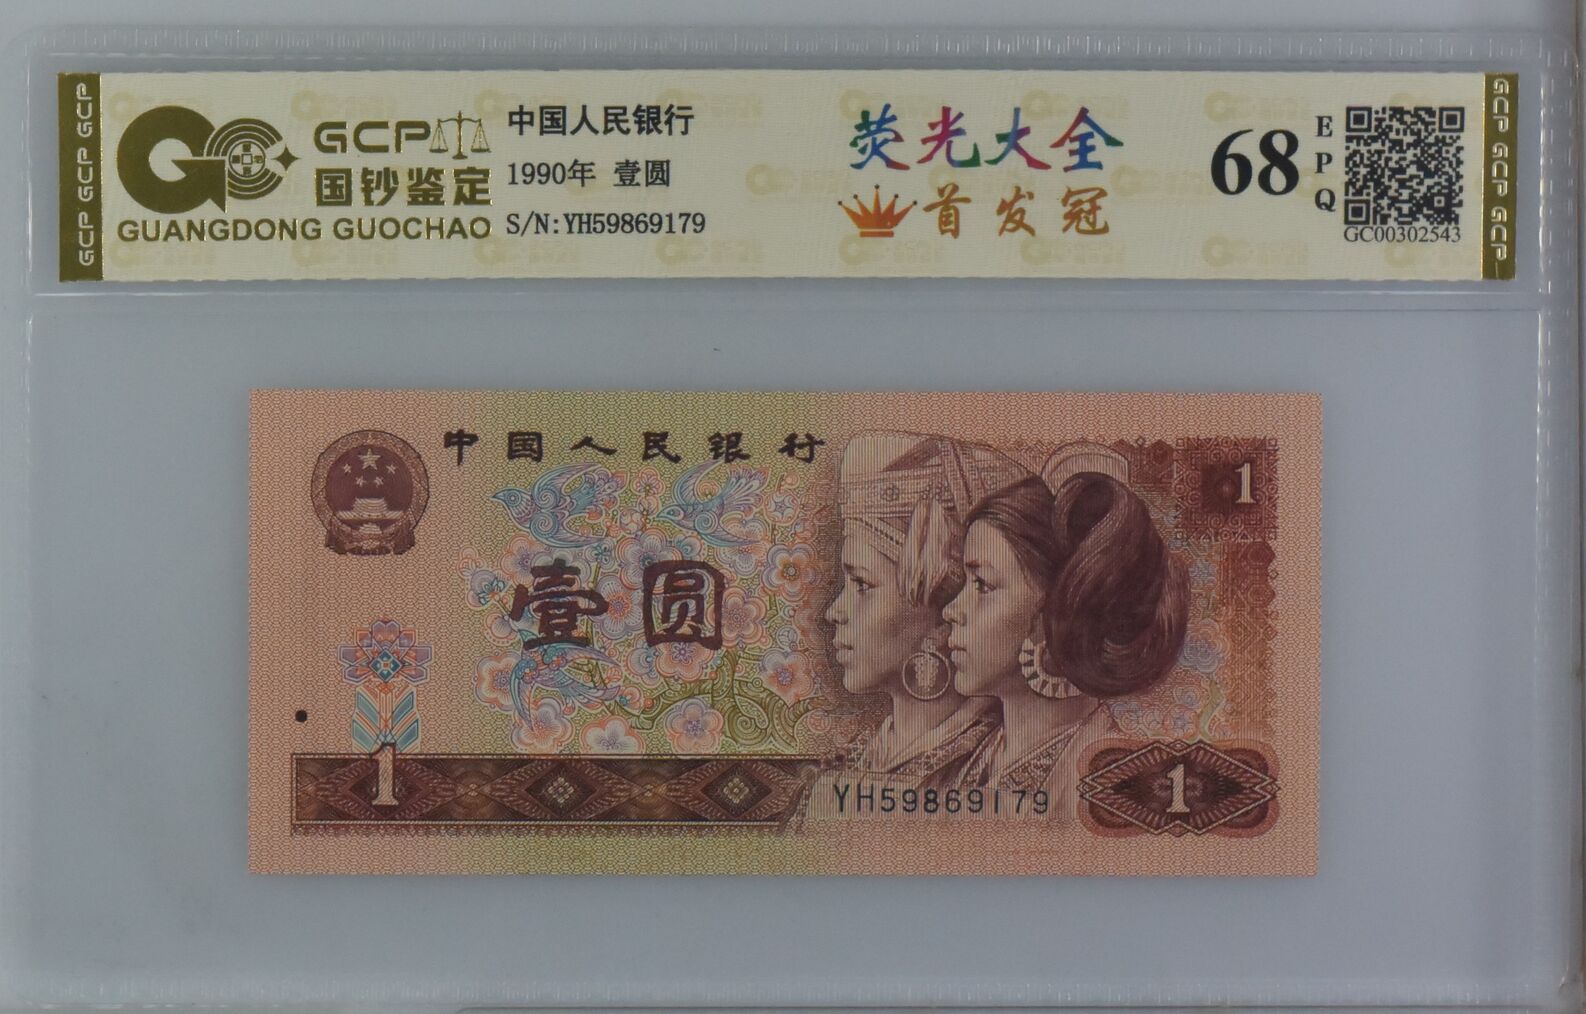 GCP GCP GCP
GCP
国钞鉴定
GUANGDONG GUOCHAO
中国人民银行
1990年 壹圆
S/N:YH59869179
荧光大全
首发冠
68
EPQ
GC00302543
GCP GCP GCP
中国人民银行
1
壹圆
1
YH59869179
1